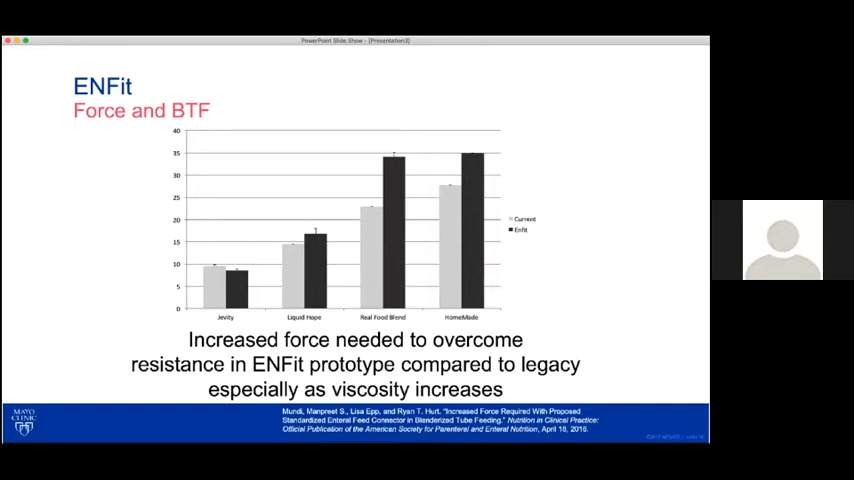 PowerPoint Slide Show - [Presentation3]
ENFit
Force and BTF
40
35
30
25
20
15
10
5
0
Current
Enfit
Jevity
Liquid Hope
Real Food Blend
HomeMade
Increased force needed to overcome
resistance in ENFit prototype compared to legacy
especially as viscosity increases
MAYO
CLINIC
Mundi, Manpreet S., Lisa Epp, and Ryan T. Hurt. "Increased Force Required With Proposed
Standardized Enteral Feed Connector in Blenderized Tube Feeding." Nutrition in Clinical Practice:
Official Publication of the American Society for Parenteral and Enteral Nutrition, April 18, 2016.